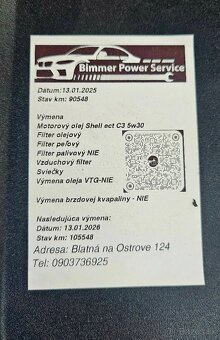 Bimmer Power Service
Dátum:13.01.2025
Stav km: 90548
Výmena
Motorový olej Shell ect C3 5w30
Filter olejový
Filter peľový
Filter palivový NIE
Vzduchový filter
Sviečky
Výmena oleja VTG-NIE
Výmena brzdovej kvapaliny - NIE
Nasledujúca výmena:
Dátum: 13.01.2026
Stav km: 105548
Adresa: Blatná na Ostrove 124
Tel: 0903736925